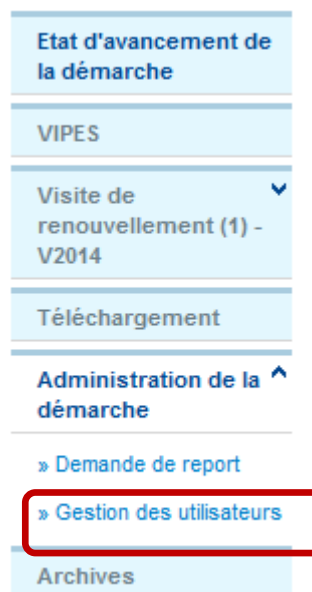 Etat d'avancement de
la démarche
VIPES
Visite de
renouvellement (1) -
V2014
Téléchargement
Administration de la
démarche
» Demande de report
» Gestion des utilisateurs
Archives